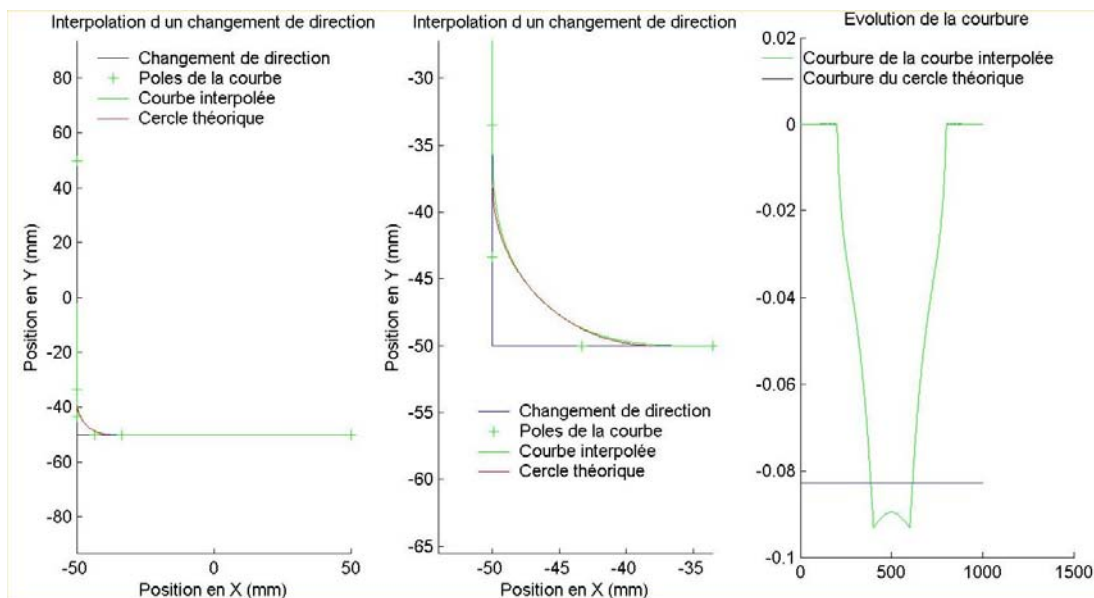 Interpolation d un changement de direction
Changement de direction
Poles de la courbe
Courbe interpolée
Cercle théorique
80
60
40
20
0
-20
-40
-60
-80
Position en Y (mm)
-50
0
50
Position en X (mm)
Interpolation d un changement de direction
-30
-35
-40
-45
-50
-55
-60
-65
Position en Y (mm)
Changement de direction
Poles de la courbe
Courbe interpolée
Cercle théorique
-50
-45
-40
-35
Position en X (mm)
Evolution de la courbure
Courbure de la courbe interpolée
Courbure du cercle théorique
0.02
0
-0.02
-0.04
-0.06
-0.08
-0.1
0
500
1000
1500